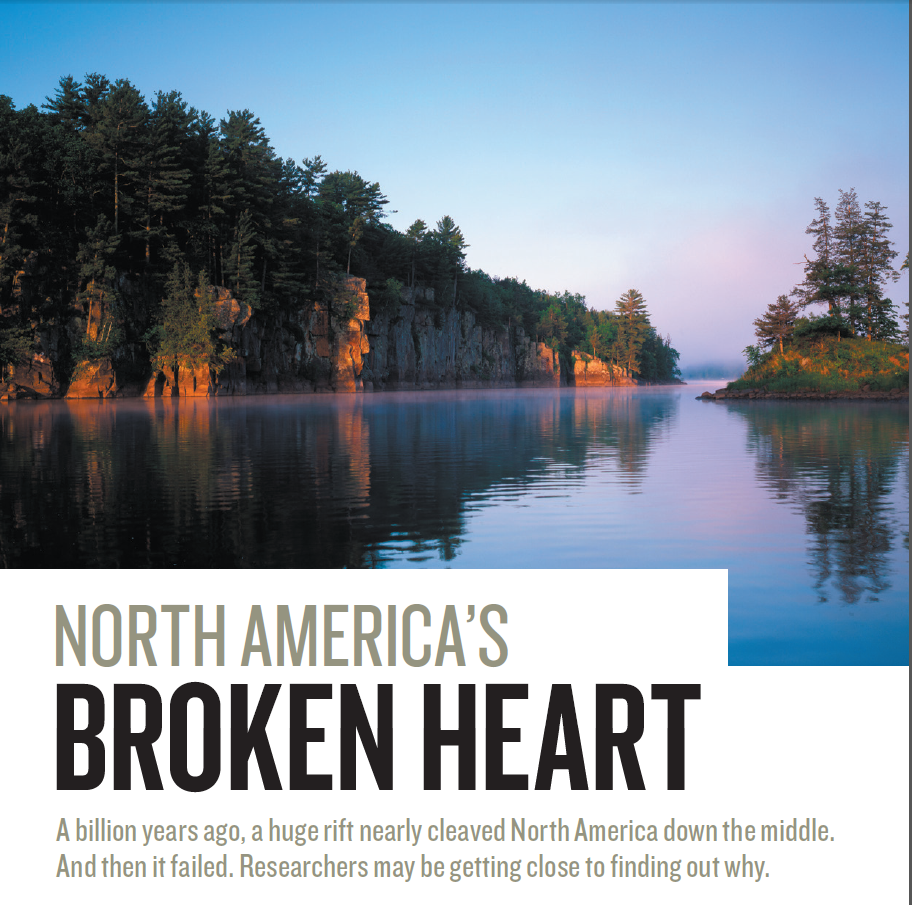 NORTH AMERICA'S
BROKEN HEART
A billion years ago, a huge rift nearly cleaved North America down the middle.
And then it failed. Researchers may be getting close to finding out why.